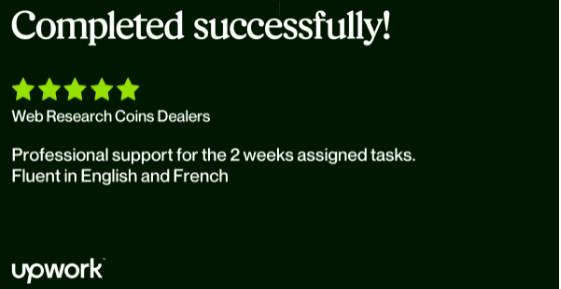 Completed successfully!
Web Research Coins Dealers
Professional support for the 2 weeks assigned tasks.
Fluent in English and French
upwork